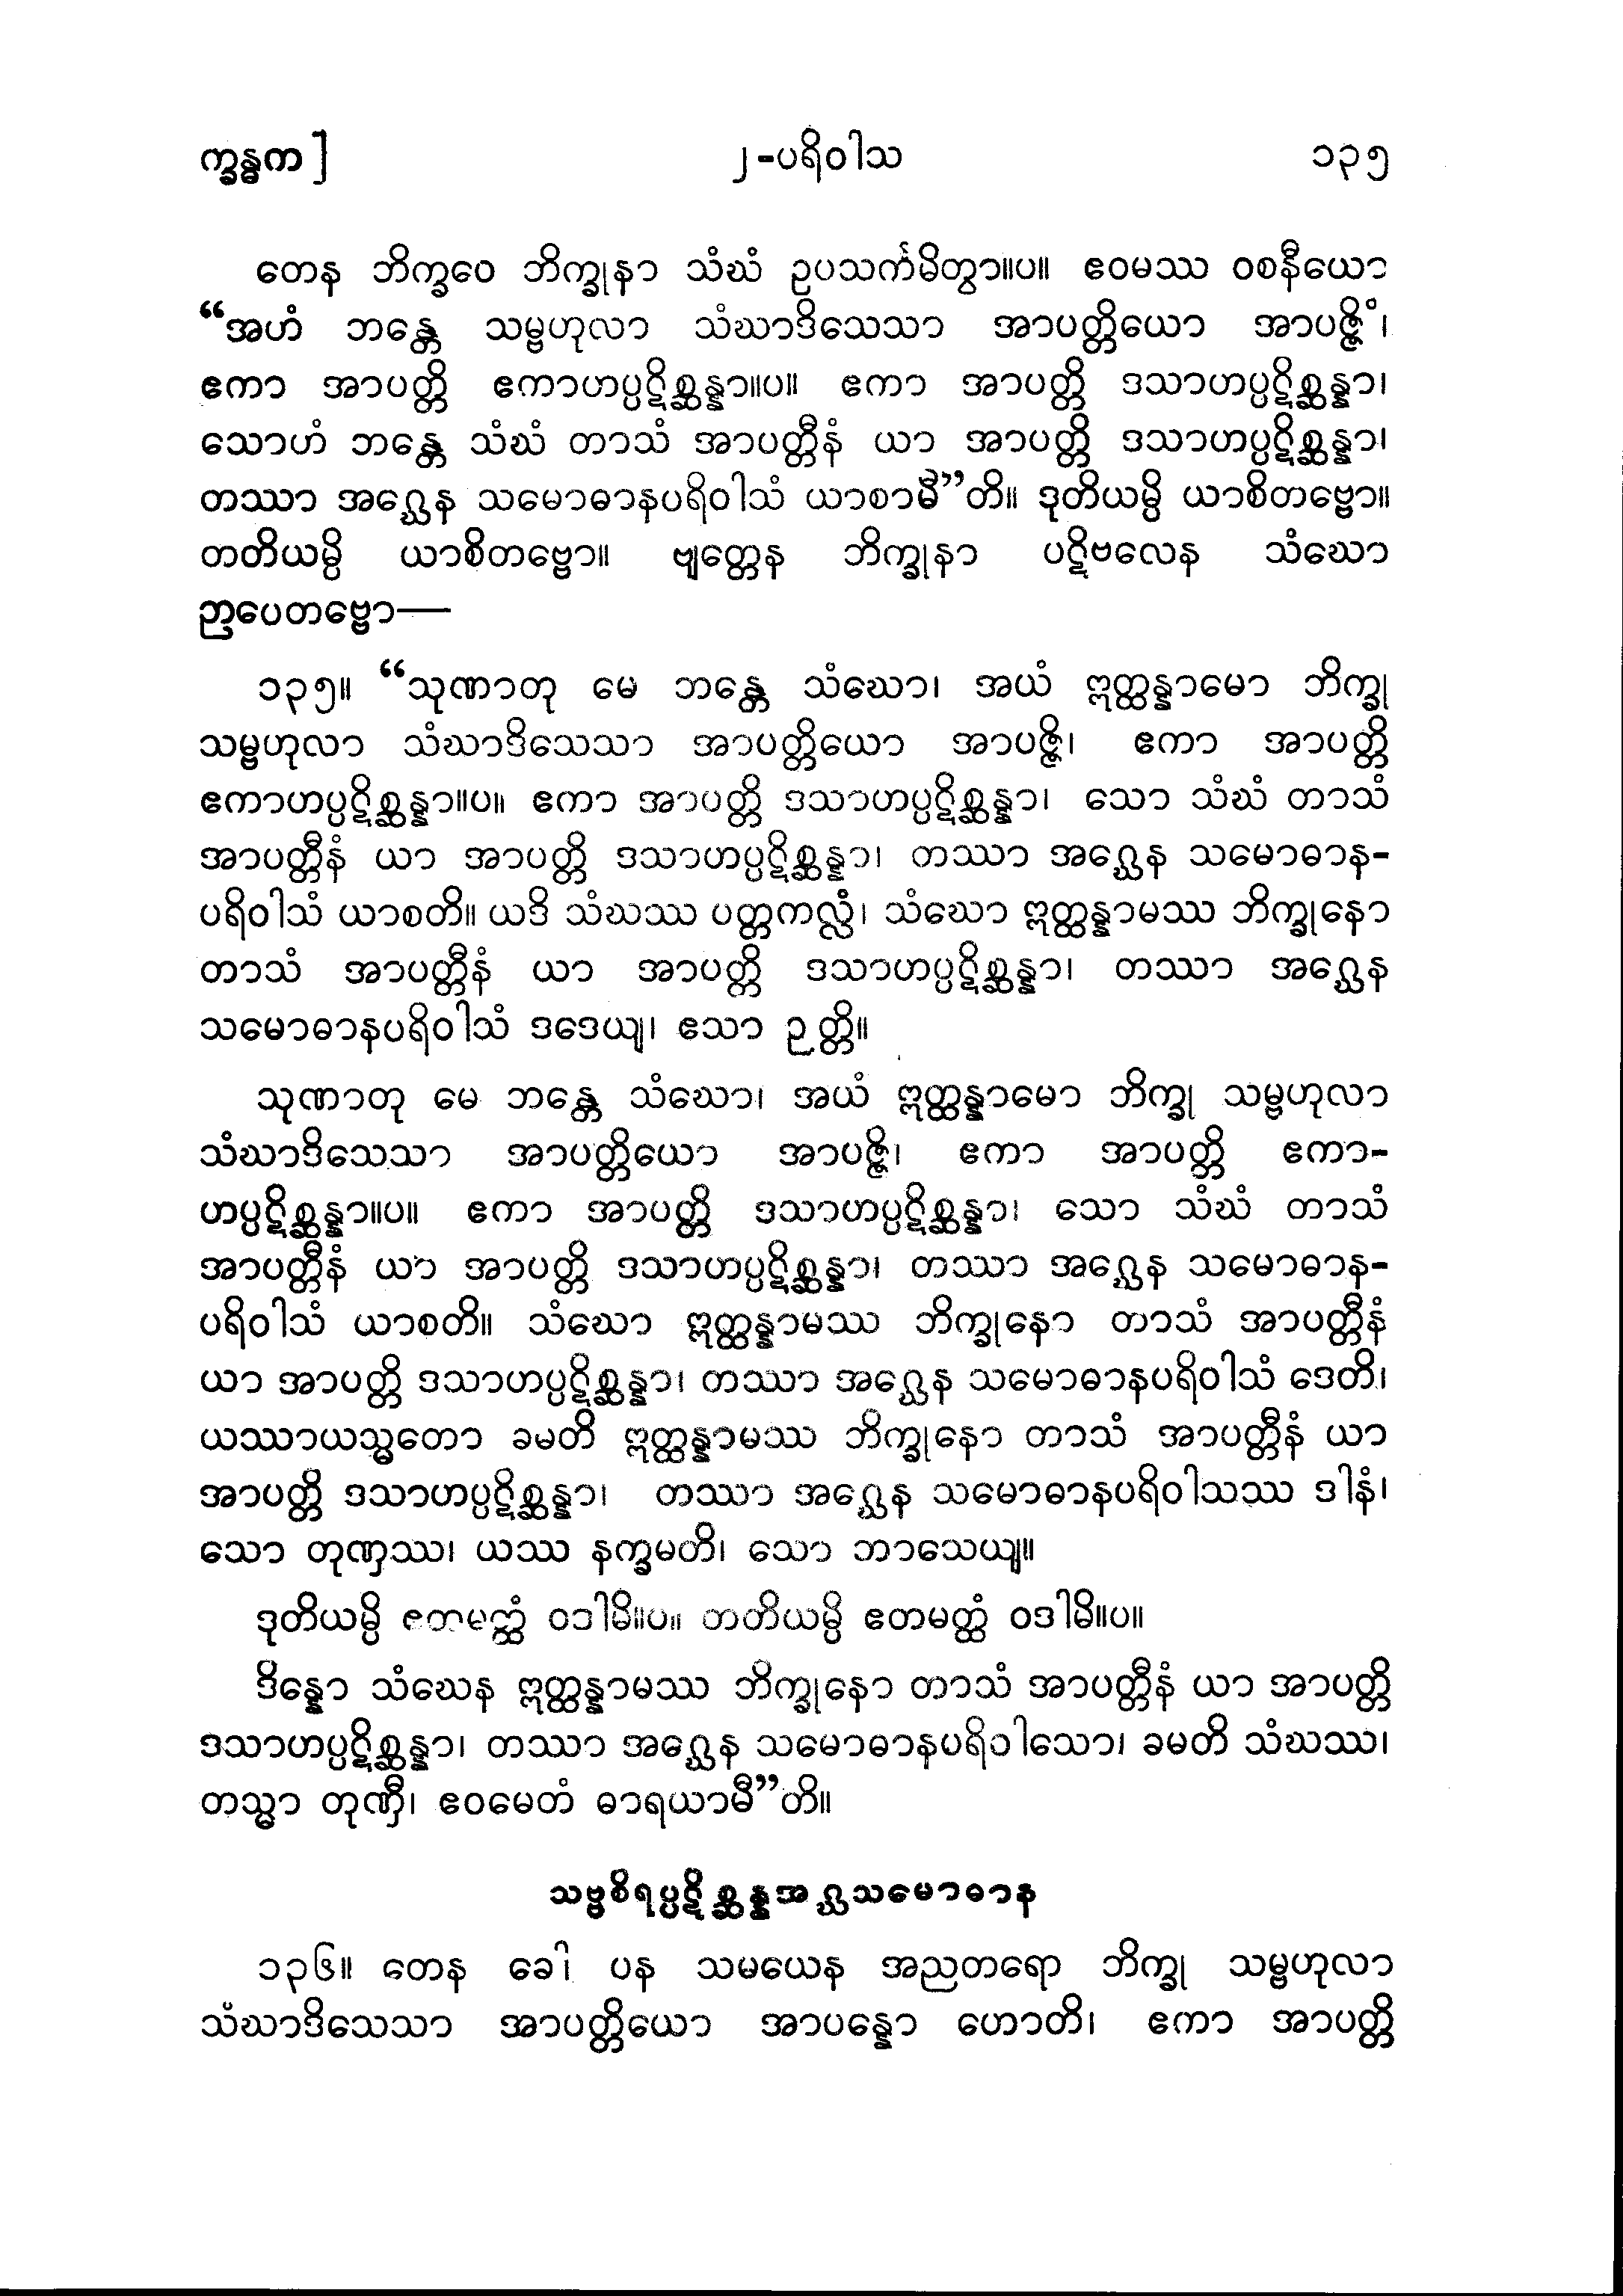 က္ခန္ဓက]
၂-ပရိဝါသ
၁၃၅
တေန ဘိက္ခဝေ ဘိက္ခုနာ သံဃံ ဥပသင်္ကမိတွာ။ပ။ ဧဝမဿ ဝစနီယော
“အဟံ ဘန္တေ သမ္ဗဟုလာ သံဃာဒိသေသာ အာပတ္တိယော အာပဇ္ဇိံ၊
ဧကာ အာပတ္တိ ဧကာဟပ္ပဋိစ္ဆန္နာ။ပ။ ဧကာ အာပတ္တိ ဒသာဟပ္ပဋိစ္ဆန္နာ၊
သောဟံ ဘန္တေ သံဃံ တာသံ အာပတ္တီနံ ယာ အာပတ္တိ ဒသာဟပ္ပဋိစ္ဆန္နာ၊
တဿာ အဂ္ဃေန သမောဓာနပရိဝါသံ ယာစာမီ”တိ။ ဒုတိယမ္ပိ ယာစိတဗ္ဗော။
တတိယမ္ပိ ယာစိတဗ္ဗော။ ဗျတ္တေန ဘိက္ခုနာ ပဋိဗလေန သံဃော
ဉာပေတဗ္ဗော—
၁၃၅။ “သုဏာတု မေ ဘန္တေ သံဃော၊ အယံ ဣတ္ထန္နာမော ဘိက္ခု
သမ္ဗဟုလာ သံဃာဒိသေသာ အာပတ္တိယော အာပဇ္ဇိ၊ ဧကာ အာပတ္တိ
ဧကာဟပ္ပဋိစ္ဆန္နာ။ပ။ ဧကာ အာပတ္တိ ဒသာဟပ္ပဋိစ္ဆန္နာ၊ သော သံဃံ တာသံ
အာပတ္တီနံ ယာ အာပတ္တိ ဒသာဟပ္ပဋိစ္ဆန္နာ၊ တဿာ အဂ္ဃေန သမောဓာန-
ပရိဝါသံ ယာစတိ။ ယဒိ သံဃဿ ပတ္တကလ္လံ၊ သံဃော ဣတ္ထန္နာမဿ ဘိက္ခုနော
တာသံ အာပတ္တီနံ ယာ အာပတ္တိ ဒသာဟပ္ပဋိစ္ဆန္နာ၊ တဿာ အဂ္ဃေန
သမောဓာနပရိဝါသံ ဒဒေယျ၊ ဧသာ ဉတ္တိ။
သုဏာတု မေ ဘန္တေ သံဃော၊ အယံ ဣတ္ထန္နာမော ဘိက္ခု သမ္ဗဟုလာ
သံဃာဒိသေသာ အာပတ္တိယော အာပဇ္ဇိ၊ ဧကာ အာပတ္တိ ဧကာ-
ဟပ္ပဋိစ္ဆန္နာ။ပ။ ဧကာ အာပတ္တိ ဒသာဟပ္ပဋိစ္ဆန္နာ၊ သော သံဃံ တာသံ
အာပတ္တီနံ ယာ အာပတ္တိ ဒသာဟပ္ပဋိစ္ဆန္နာ၊ တဿာ အဂ္ဃေန သမောဓာန-
ပရိဝါသံ ယာစတိ။ သံဃော ဣတ္ထန္နာမဿ ဘိက္ခုနော တာသံ အာပတ္တီနံ
ယာ အာပတ္တိ ဒသာဟပ္ပဋိစ္ဆန္နာ၊ တဿာ အဂ္ဃေန သမောဓာနပရိဝါသံ ဒေတိ၊
ယဿာယသ္မတော ခမတိ ဣတ္ထန္နာမဿ ဘိက္ခုနော တာသံ အာပတ္တီနံ ယာ
အာပတ္တိ ဒသာဟပ္ပဋိစ္ဆန္နာ၊ တဿာ အဂ္ဃေန သမောဓာနပရိဝါသဿ ဒါနံ၊
သော တုဏှဿ၊ ယဿ နက္ခမတိ၊ သော ဘာသေယျ။
ဒုတိယမ္ပိ ဧတမတ္ထံ ဝဒါမိ။ပ။ တတိယမ္ပိ ဧတမတ္ထံ ဝဒါမိ။ပ။
ဒိန္နော သံဃေန ဣတ္ထန္နာမဿ ဘိက္ခုနော တာသံ အာပတ္တီနံ ယာ အာပတ္တိ
ဒသာဟပ္ပဋိစ္ဆန္နာ၊ တဿာ အဂ္ဃေန သမောဓာနပရိဝါသော၊ ခမတိ သံဃဿ၊
တသ္မာ တုဏှီ၊ ဧဝမေတံ ဓာရယာမီ”တိ။
သဗ္ဗစိရပ္ပဋိစ္ဆန္နအဂ္ဃသမောဓာန
၁၃၆။ တေန ခေါ ပန သမယေန အညတရော ဘိက္ခု သမ္ဗဟုလာ
သံဃာဒိသေသာ အာပတ္တိယော အာပန္နော ဟောတိ၊ ဧကာ အာပတ္တိ